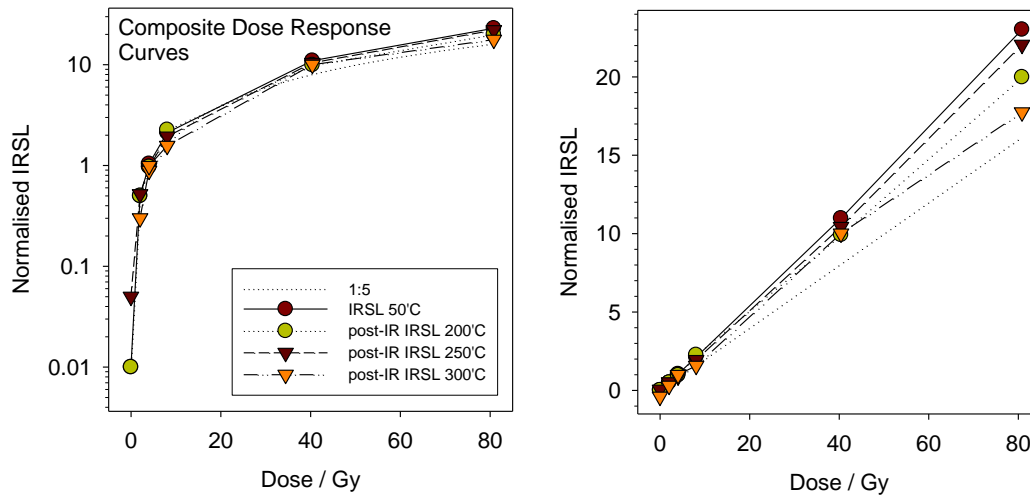 Composite Dose Response
Curves
Normalised IRSL
10
1
0.1
0.01
1:5
IRSL 50'C
post-IR IRSL 200'C
post-IR IRSL 250'C
post-IR IRSL 300'C
0 20 40 60 80
Dose / Gy
Normalised IRSL
20
15
10
5
0
0 20 40 60 80
Dose / Gy